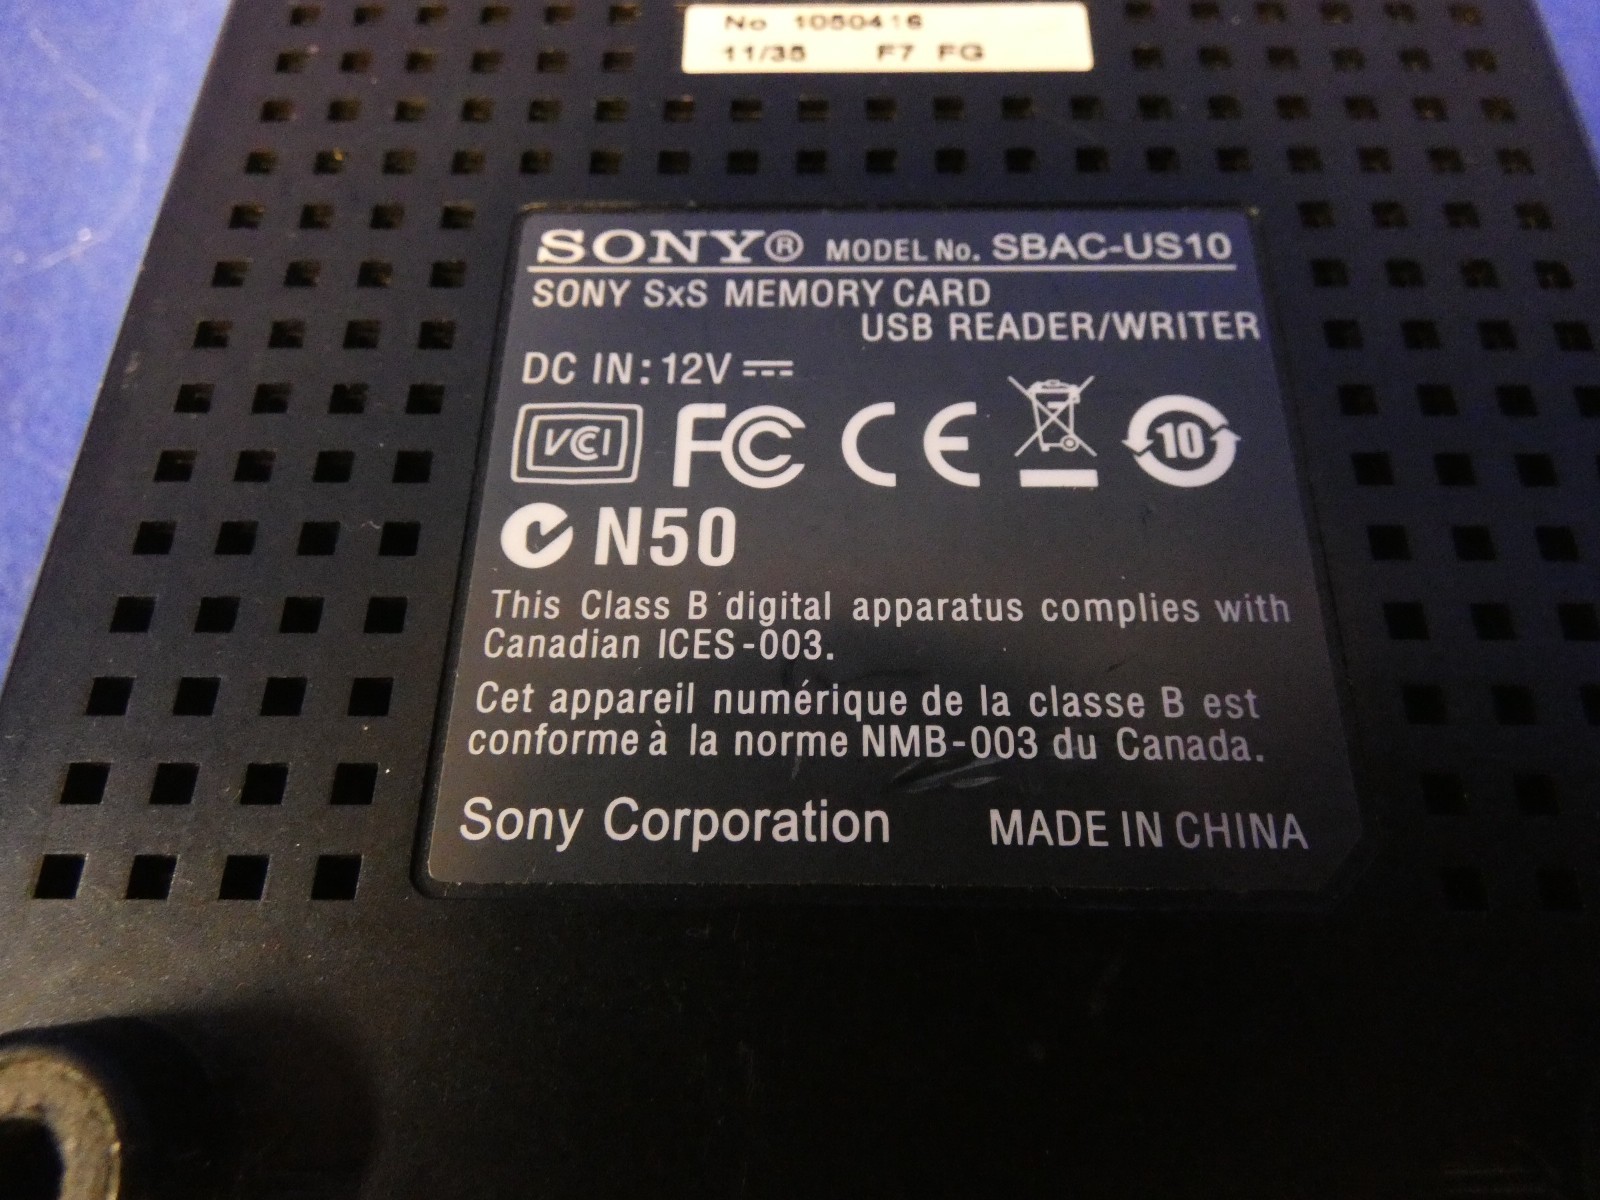 No 1050416
11/35 F7 FG
SONY® MODEL No. SBAC-US10
SONY SxS MEMORY CARD
USB READER/WRITER
DC IN: 12V
VCI FC CE 10
N50
This Class B digital apparatus complies with
Canadian ICES-003.
Cet appareil numérique de la classe B est
conforme à la norme NMB-003 du Canada.
Sony Corporation MADE IN CHINA